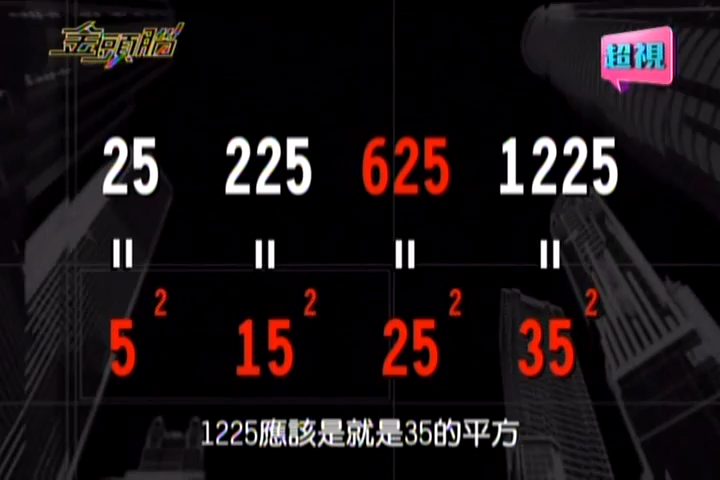 金頭腦
超視
25 225 625 1225
= = = =
5² 15² 25² 35²
1225應該是就是35的平方